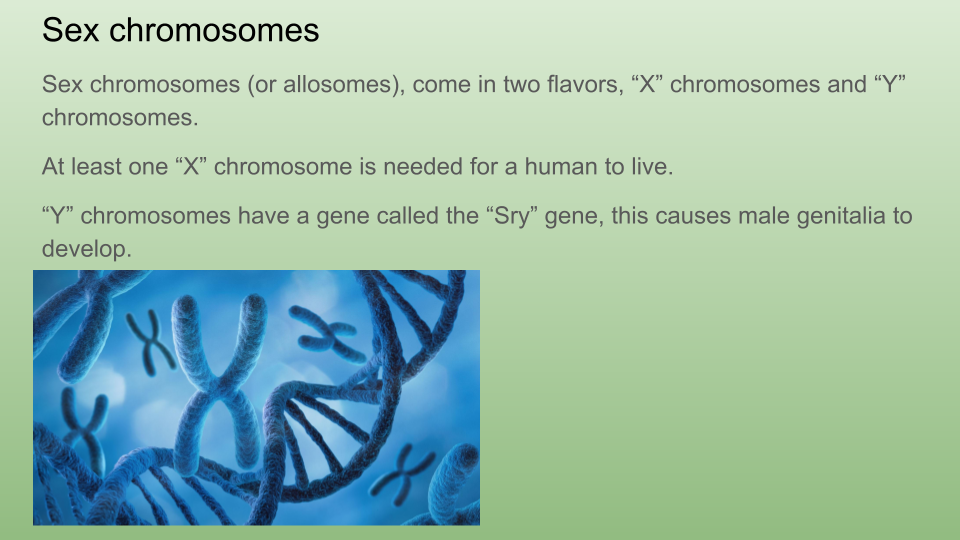 Sex chromosomes
Sex chromosomes (or allosomes), come in two flavors, “X” chromosomes and “Y”
chromosomes.
At least one “X” chromosome is needed for a human to live.
“Y” chromosomes have a gene called the “Sry” gene, this causes male genitalia to
develop.